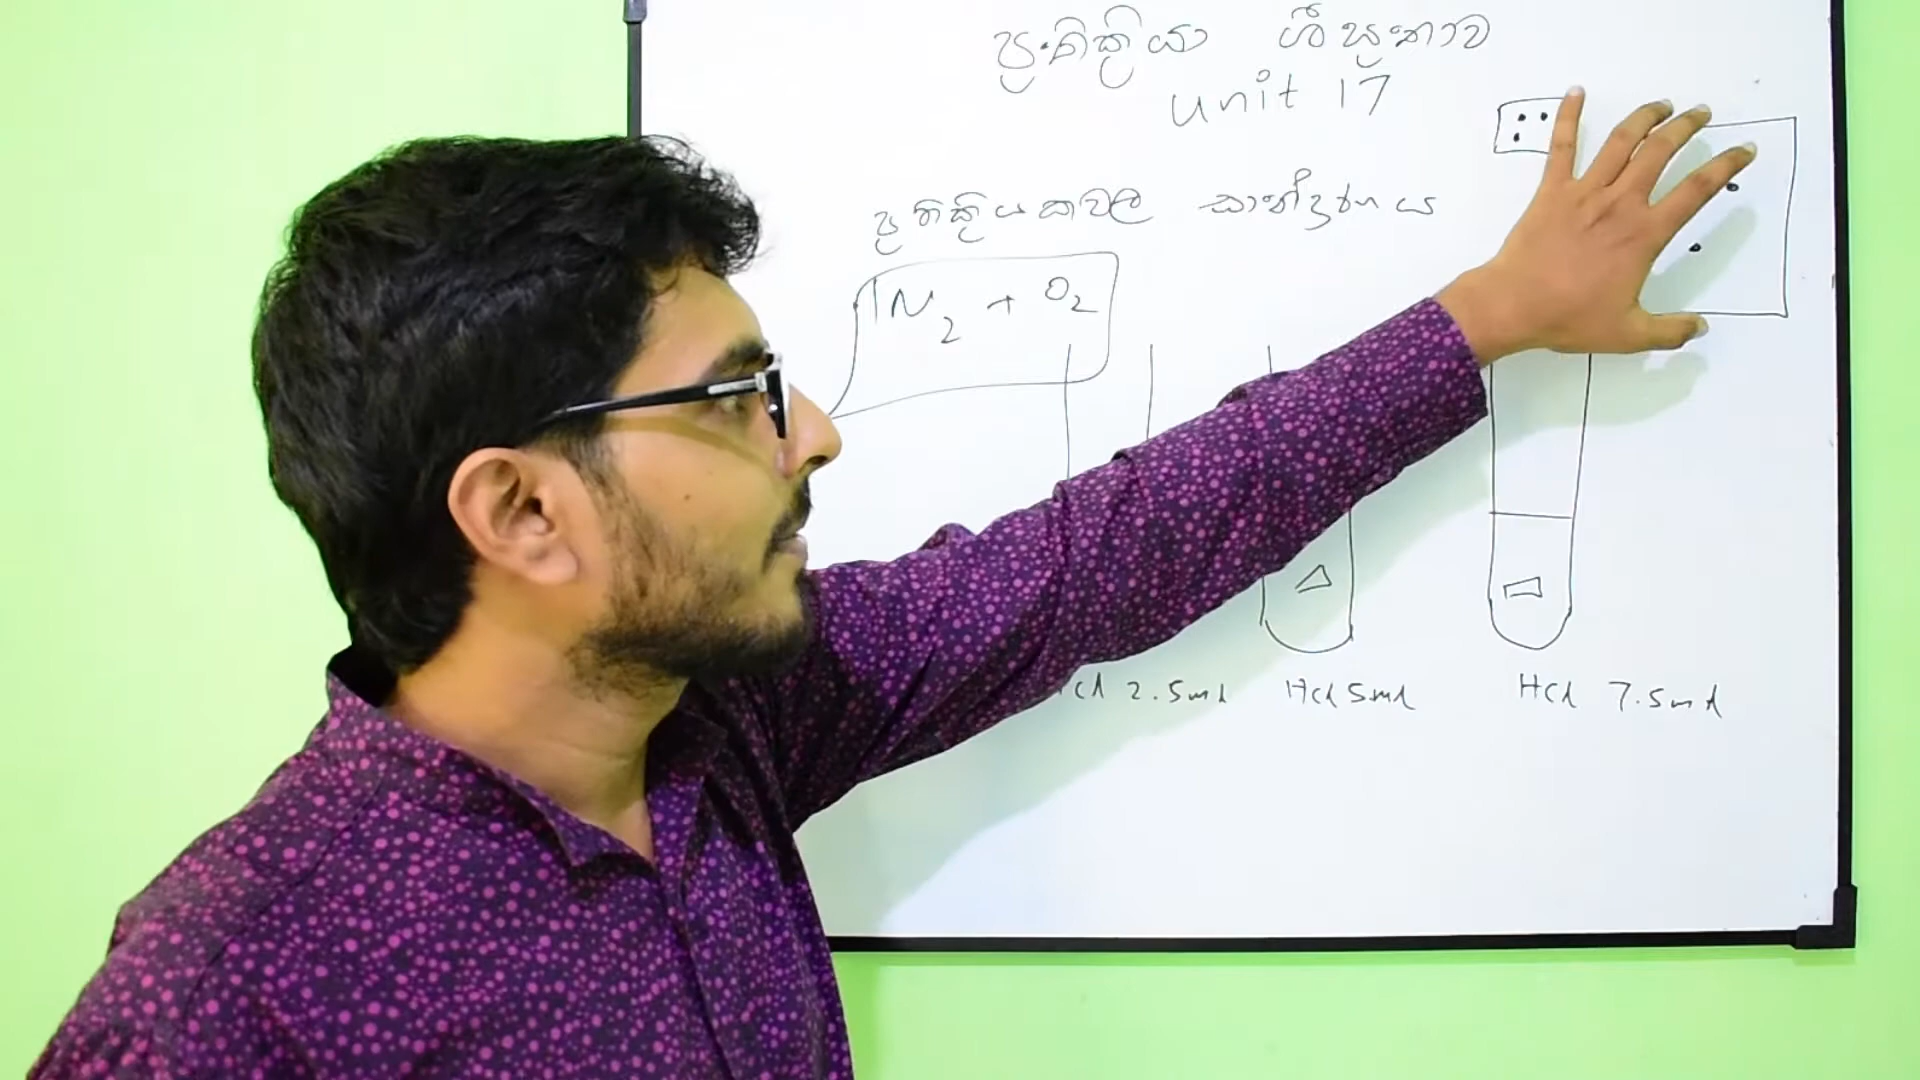 ප්‍රතික්‍රියා ශීඝ්‍රතාව
unit 17
ප්‍රතික්‍රියකවල සාන්ද්‍රණය
N2 + O2
Hcl 2.5ml Hcl 5ml Hcl 7.5ml